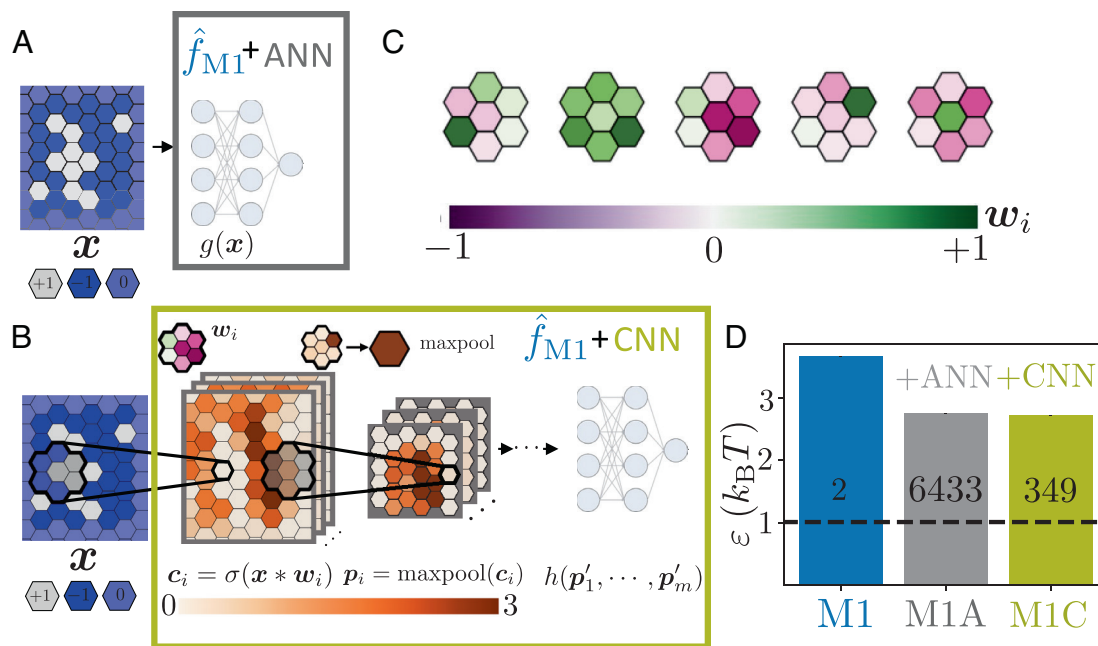 A
f̂M1 + ANN
x
+1 −1 0
g(x)
B
wi
maxpool
f̂M1 + CNN
x
+1 −1 0
ci = σ(x ∗ wi) pi = maxpool(ci) h(p′1, ⋯ , p′m)
0 3
C
wi
−1 0 +1
D
+ANN +CNN
ε (kBT)
3
2
1
2 6433 349
M1 M1A M1C